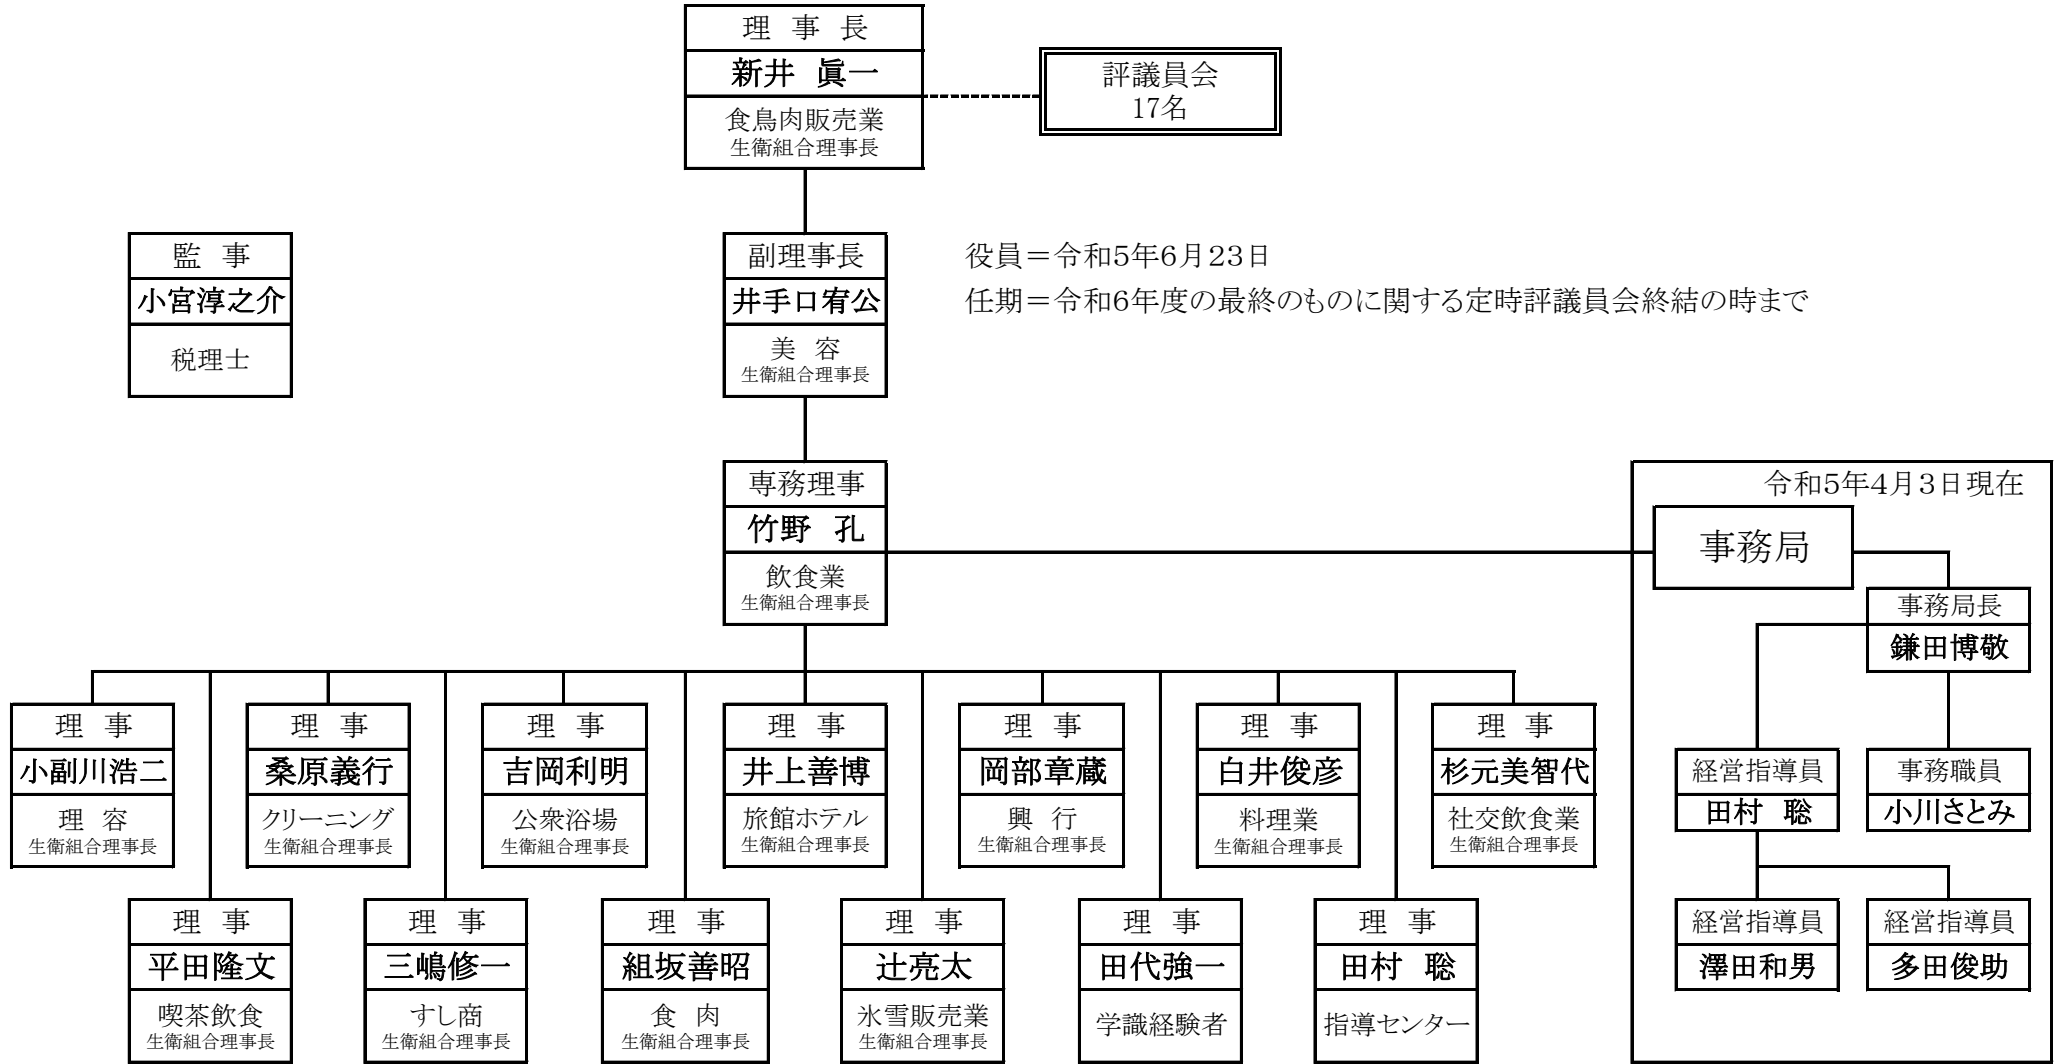 理 事 長
新井 眞一
食鳥肉販売業
生衛組合理事長
評議員会
17名
監 事
小宮淳之介
税理士
副理事長
井手口宥公
美 容
生衛組合理事長
役員＝令和5年6月23日
任期＝令和6年度の最終のものに関する定時評議員会終結の時まで
専務理事
竹野 孔
飲食業
生衛組合理事長
令和5年4月3日現在
事務局
事務局長
鎌田博敬
理 事
小副川浩二
理 容
生衛組合理事長
理 事
桑原義行
クリーニング
生衛組合理事長
理 事
吉岡利明
公衆浴場
生衛組合理事長
理 事
井上善博
旅館ホテル
生衛組合理事長
理 事
岡部章蔵
興 行
生衛組合理事長
理 事
白井俊彦
料理業
生衛組合理事長
理 事
杉元美智代
社交飲食業
生衛組合理事長
経営指導員
田村 聡
事務職員
小川さとみ
理 事
平田隆文
喫茶飲食
生衛組合理事長
理 事
三嶋修一
すし商
生衛組合理事長
理 事
組坂善昭
食 肉
生衛組合理事長
理 事
辻亮太
氷雪販売業
生衛組合理事長
理 事
田代強一
学識経験者
理 事
田村 聡
指導センター
経営指導員
澤田和男
経営指導員
多田俊助